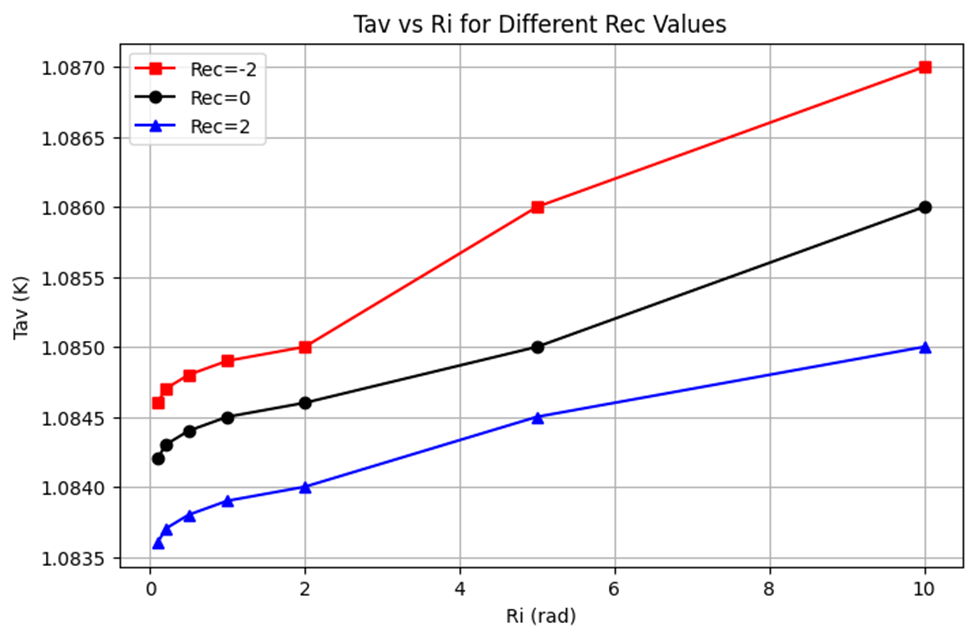 Tav vs Ri for Different Rec Values
Rec=-2
Rec=0
Rec=2
1.0870
1.0865
1.0860
1.0855
1.0850
1.0845
1.0840
1.0835
Tav (K)
0 2 4 6 8 10
Ri (rad)